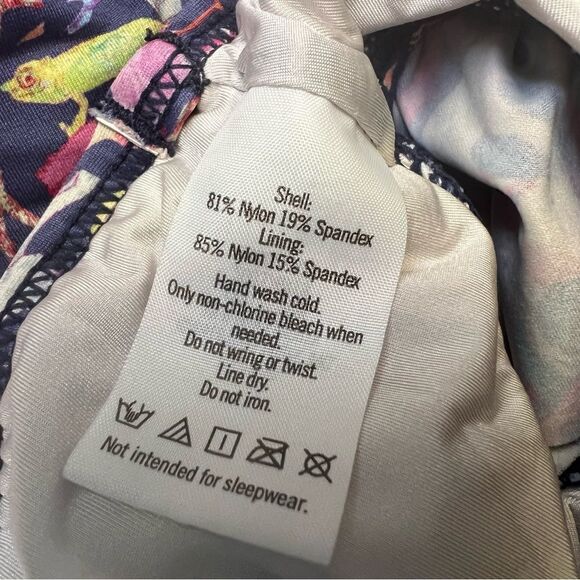 Shell:
81% Nylon 19% Spandex
Lining:
85% Nylon 15% Spandex
Hand wash cold.
Only non-chlorine bleach when
needed.
Do not wring or twist.
Line dry.
Do not iron.
Not intended for sleepwear.